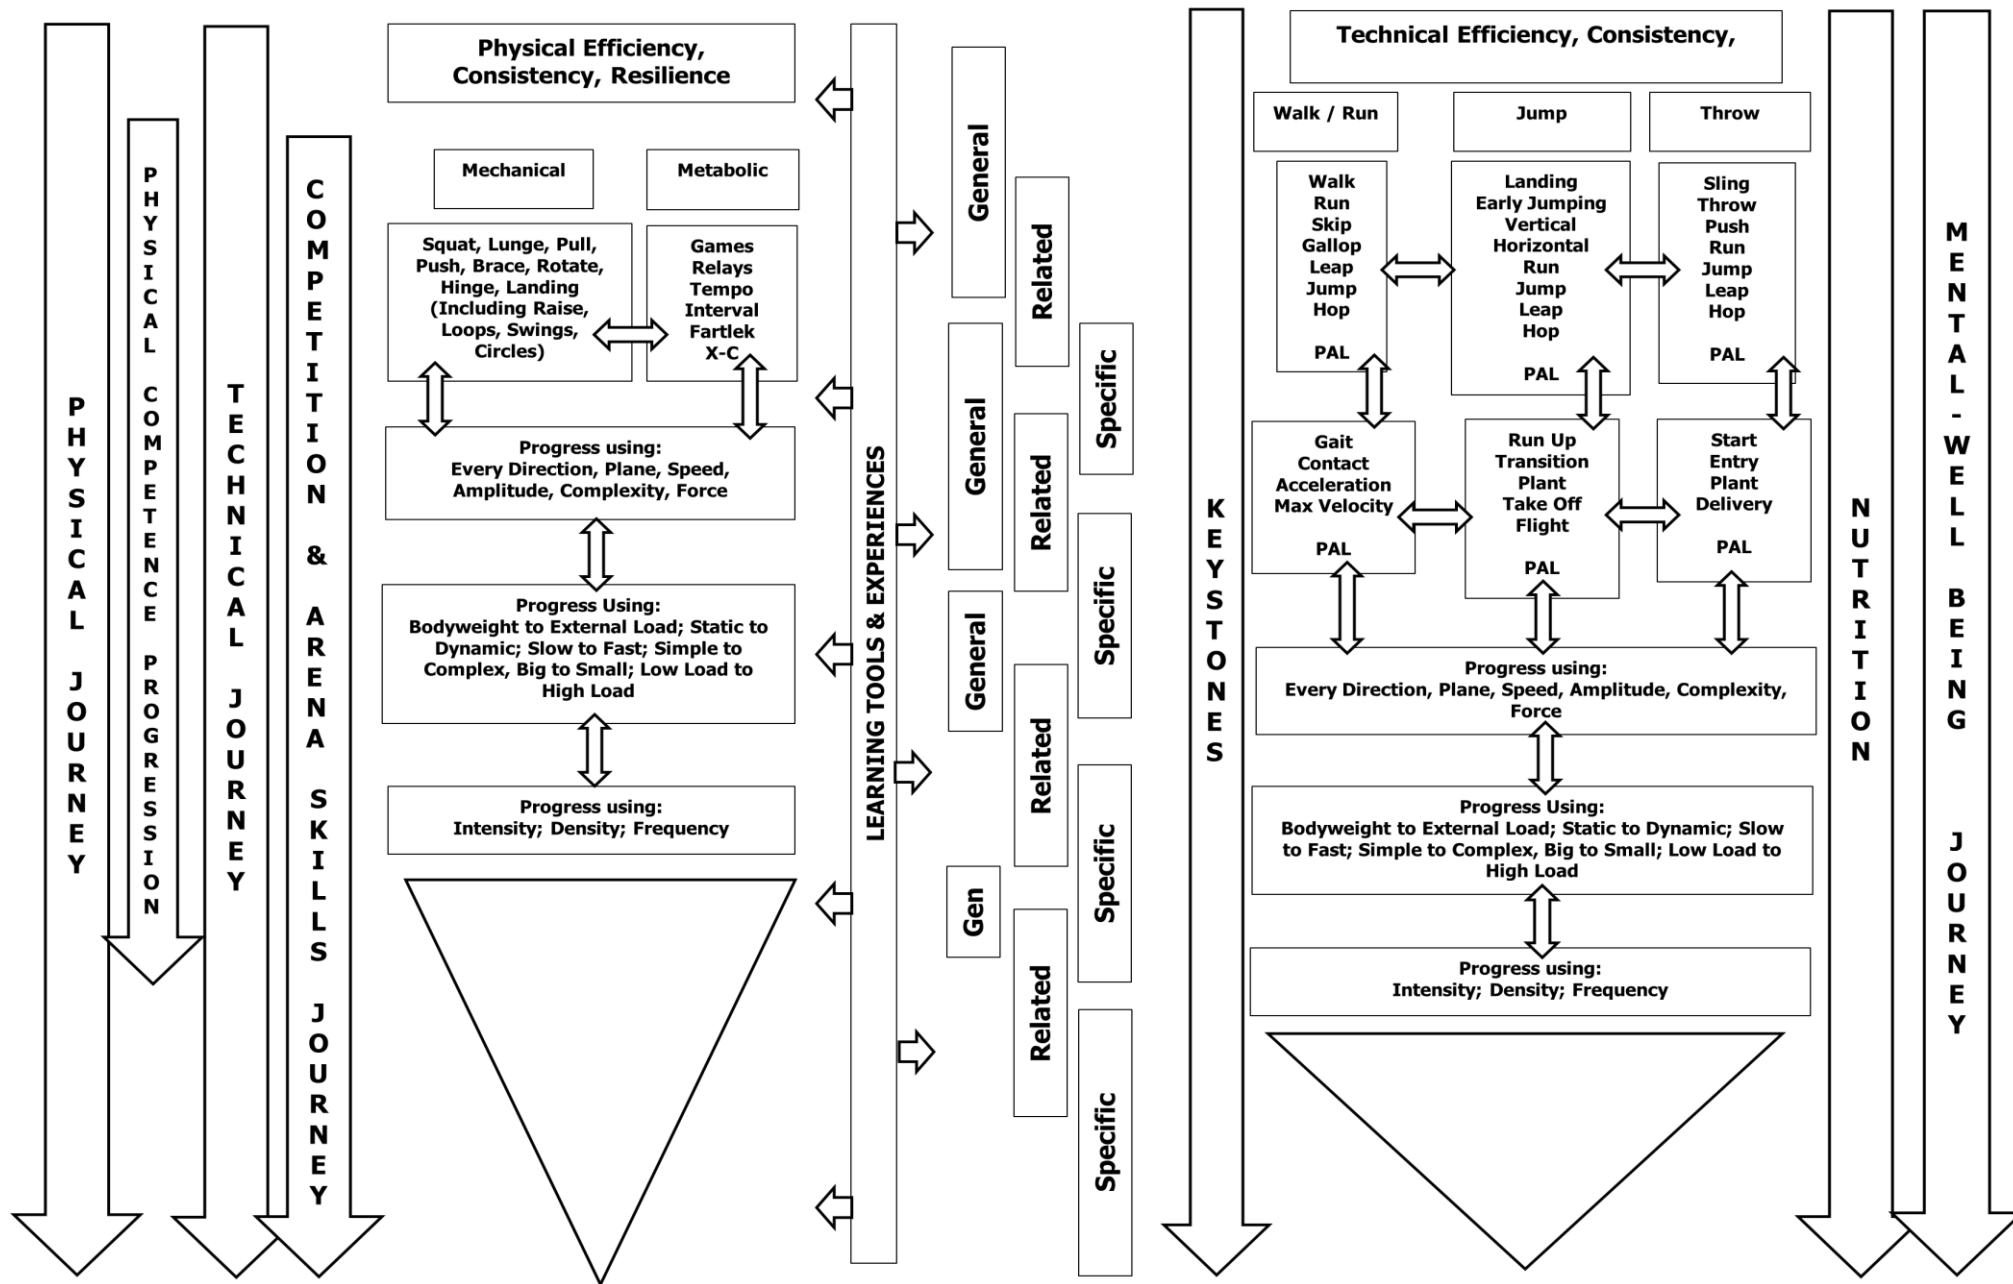 PHYSICAL JOURNEY
PHYSICAL COMPETENCE PROGRESSION
TECHNICAL JOURNEY
COMPETITION & ARENA SKILLS JOURNEY
Physical Efficiency,
Consistency, Resilience
Mechanical
Metabolic
Squat, Lunge, Pull,
Push, Brace, Rotate,
Hinge, Landing
(Including Raise,
Loops, Swings,
Circles)
Games
Relays
Tempo
Interval
Fartlek
X-C
Progress using:
Every Direction, Plane, Speed,
Amplitude, Complexity, Force
Progress Using:
Bodyweight to External Load; Static to
Dynamic; Slow to Fast; Simple to
Complex, Big to Small; Low Load to
High Load
Progress using:
Intensity; Density; Frequency
LEARNING TOOLS & EXPERIENCES
General
General
General
Gen
Related
Related
Related
Related
Specific
Specific
Specific
Specific
KEYSTONES
Technical Efficiency, Consistency,
Walk / Run
Jump
Throw
Walk
Run
Skip
Gallop
Leap
Jump
Hop
PAL
Landing
Early Jumping
Vertical
Horizontal
Run
Jump
Leap
Hop
PAL
Sling
Throw
Push
Run
Jump
Leap
Hop
PAL
Gait
Contact
Acceleration
Max Velocity
PAL
Run Up
Transition
Plant
Take Off
Flight
PAL
Start
Entry
Plant
Delivery
PAL
Progress using:
Every Direction, Plane, Speed, Amplitude, Complexity,
Force
Progress Using:
Bodyweight to External Load; Static to Dynamic; Slow
to Fast; Simple to Complex, Big to Small; Low Load to
High Load
Progress using:
Intensity; Density; Frequency
NUTRITION
MENTAL-WELL BEING JOURNEY